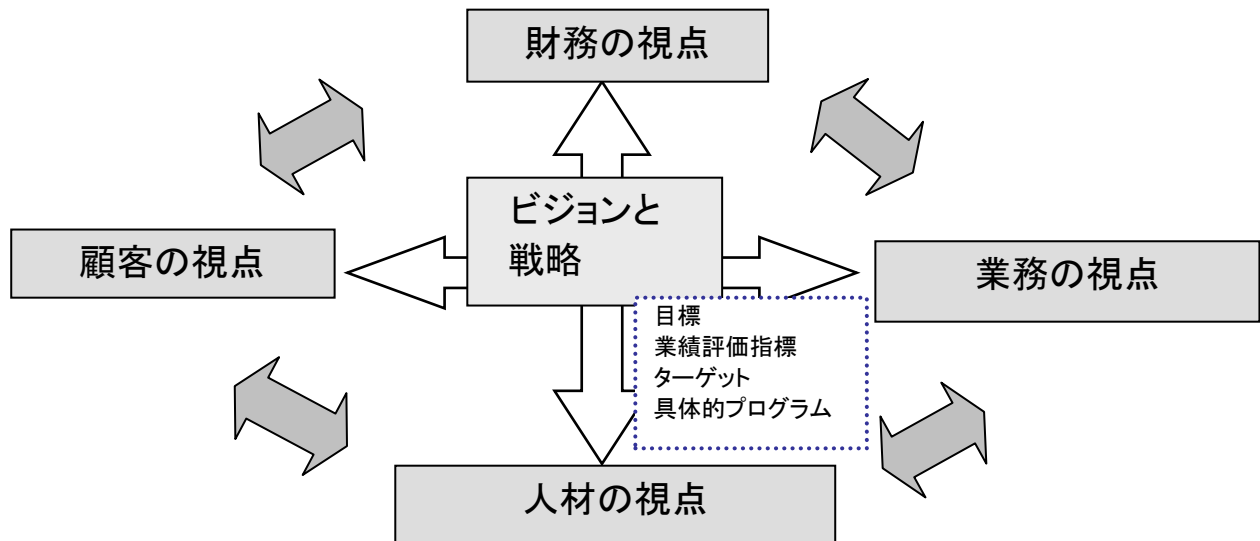 財務の視点
ビジョンと
戦略
顧客の視点
業務の視点
目標
業績評価指標
ターゲット
具体的プログラム
人材の視点